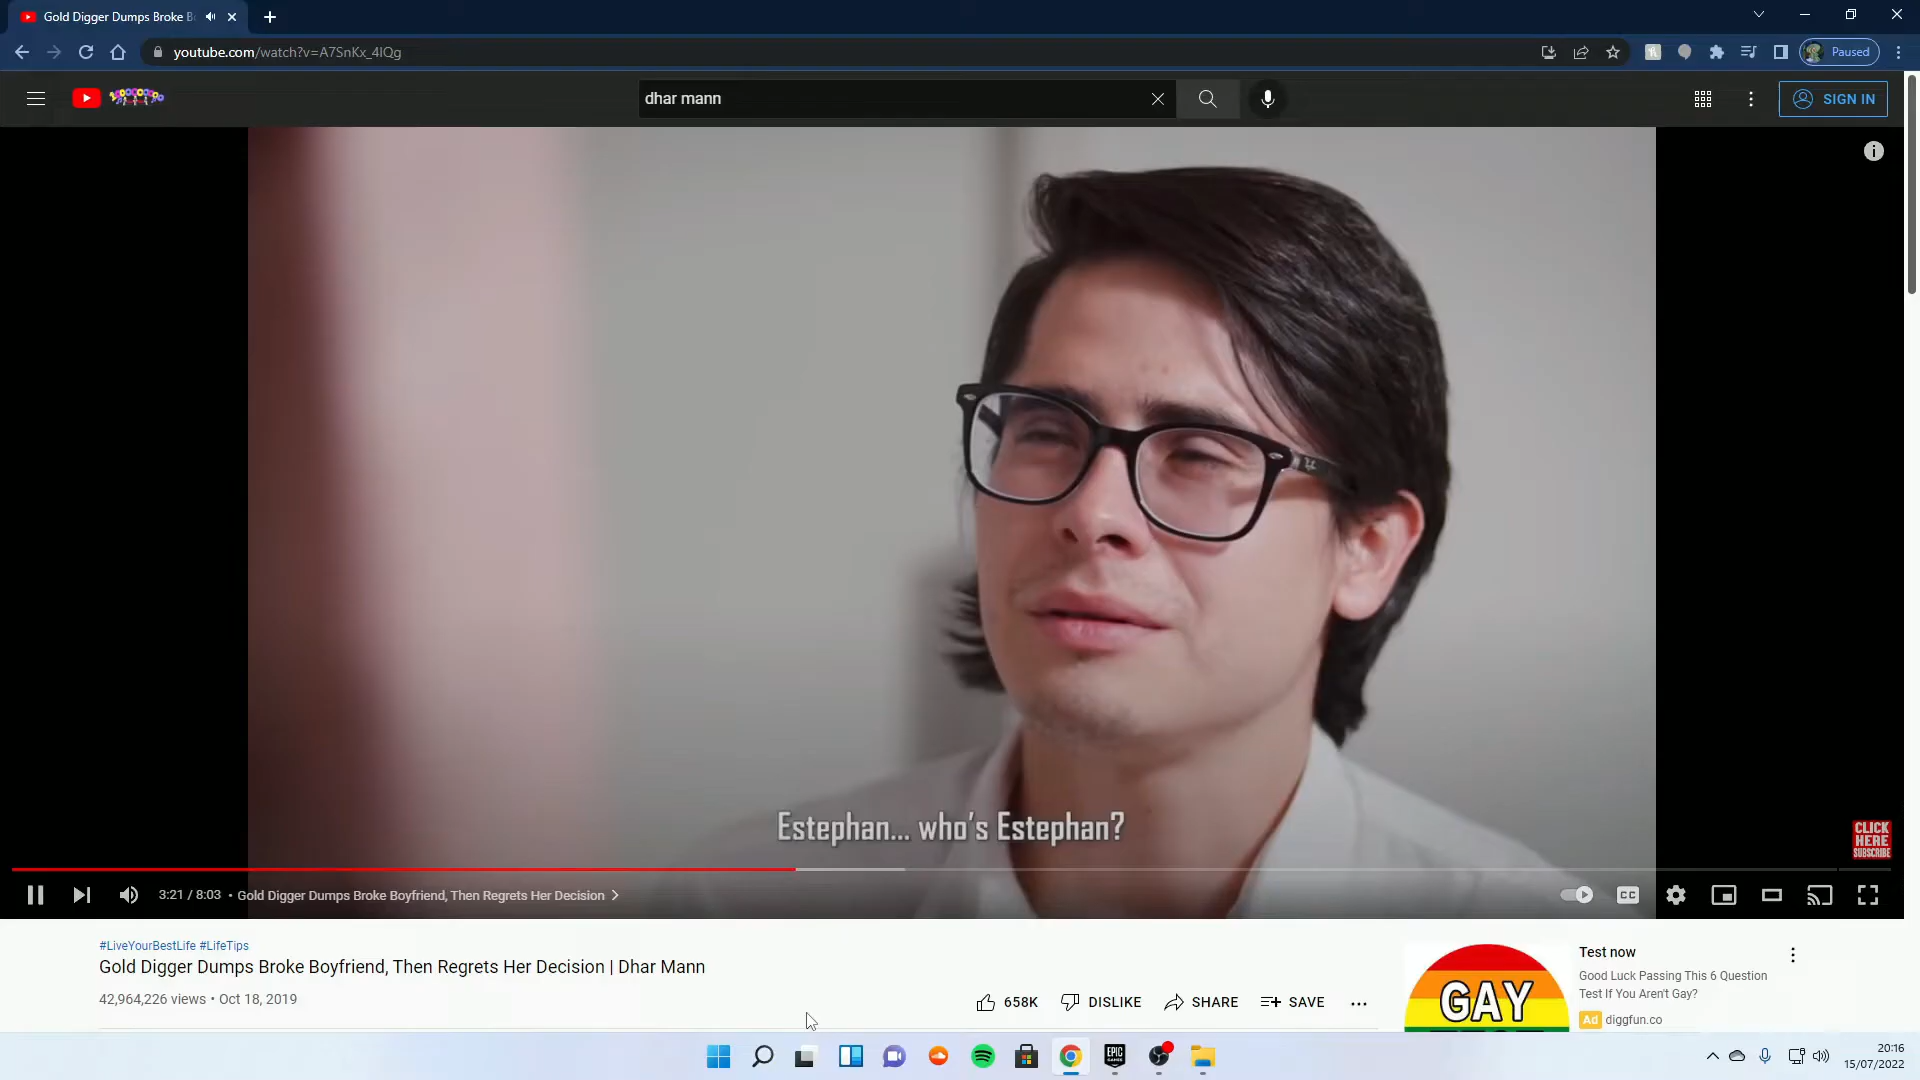 Gold Digger Dumps Broke B
youtube.com/watch?v=A7SnKx_4lQg
Paused
dhar mann
SIGN IN
Estephan... who's Estephan?
CLICK
HERE
SUBSCRIBE
3:21 / 8:03 • Gold Digger Dumps Broke Boyfriend, Then Regrets Her Decision
CC
#LiveYourBestLife #LifeTips
Gold Digger Dumps Broke Boyfriend, Then Regrets Her Decision | Dhar Mann
42,964,226 views • Oct 18, 2019
658K
DISLIKE
SHARE
SAVE
GAY
Test now
Good Luck Passing This 6 Question
Test If You Aren't Gay?
Ad diggfun.co
EPIC
GAMES
20:16
15/07/2022